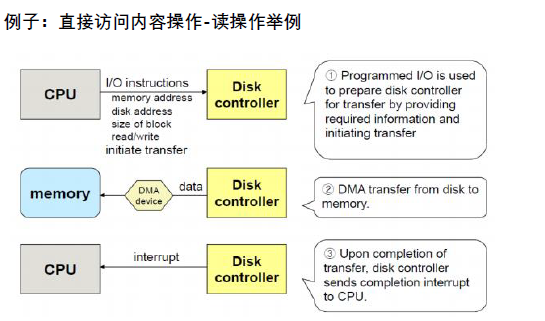 例子：直接访问内容操作-读操作举例
CPU
I/O instructions
memory address
disk address
size of block
read/write
initiate transfer
Disk
controller
① Programmed I/O is used
to prepare disk controller
for transfer by providing
required information and
initiating transfer
memory
DMA
device
data
Disk
controller
② DMA transfer from disk to
memory.
CPU
interrupt
Disk
controller
③ Upon completion of
transfer, disk controller
sends completion interrupt
to CPU.